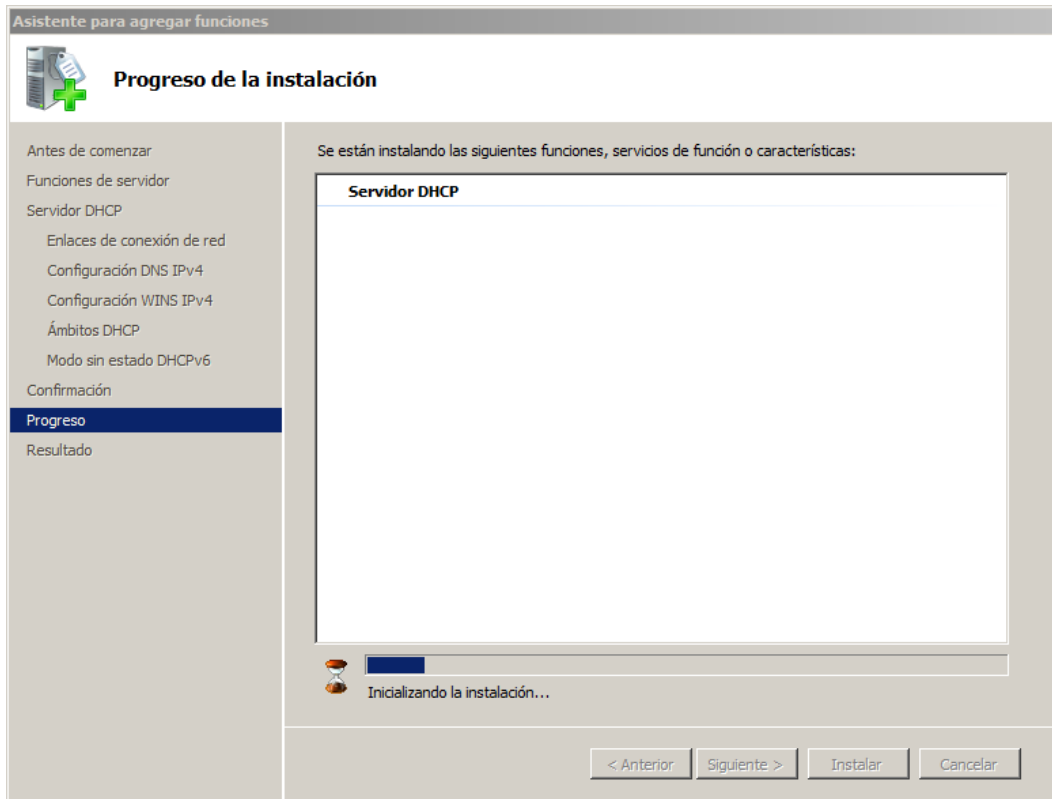 Asistente para agregar funciones
Progreso de la instalación
Antes de comenzar
Funciones de servidor
Servidor DHCP
Enlaces de conexión de red
Configuración DNS IPv4
Configuración WINS IPv4
Ámbitos DHCP
Modo sin estado DHCPv6
Confirmación
Progreso
Resultado
Se están instalando las siguientes funciones, servicios de función o características:
Servidor DHCP
Inicializando la instalación...
< Anterior
Siguiente >
Instalar
Cancelar